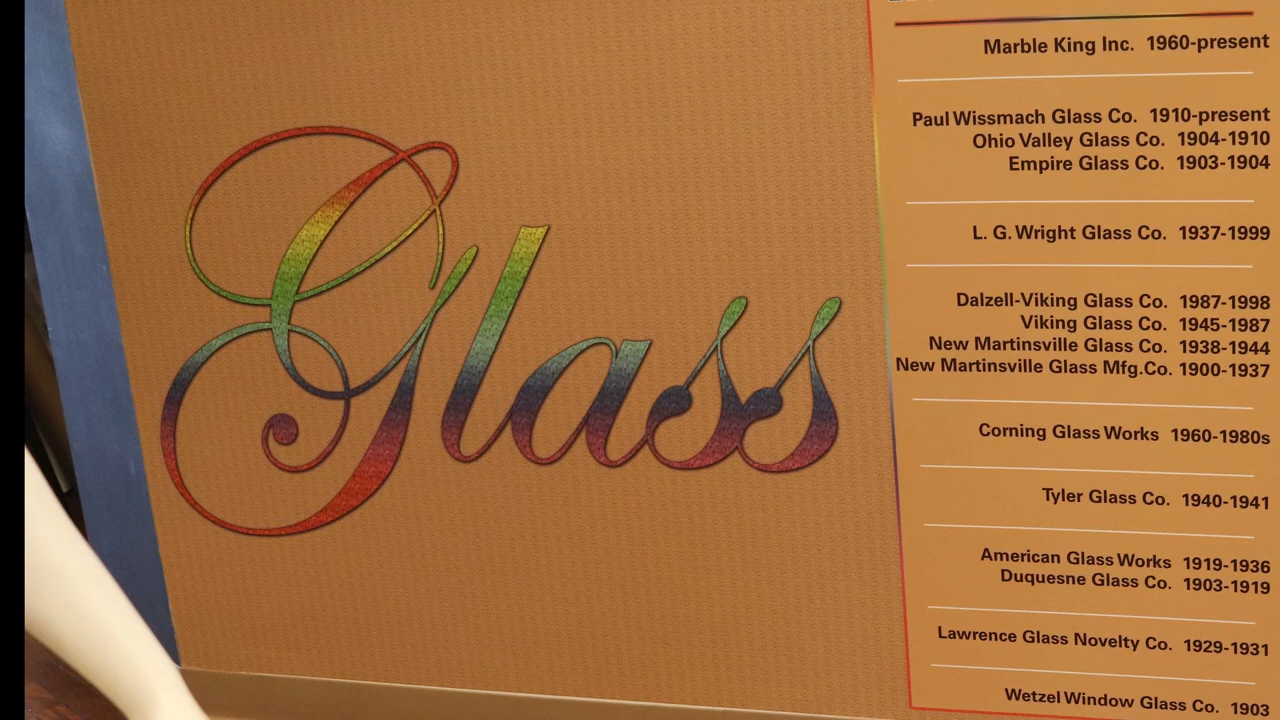 Glass
Marble King Inc. 1960-present
Paul Wissmach Glass Co. 1910-present
Ohio Valley Glass Co. 1904-1910
Empire Glass Co. 1903-1904
L. G. Wright Glass Co. 1937-1999
Dalzell-Viking Glass Co. 1987-1998
Viking Glass Co. 1945-1987
New Martinsville Glass Co. 1938-1944
New Martinsville Glass Mfg.Co. 1900-1937
Corning Glass Works 1960-1980s
Tyler Glass Co. 1940-1941
American Glass Works 1919-1936
Duquesne Glass Co. 1903-1919
Lawrence Glass Novelty Co. 1929-1931
Wetzel Window Glass Co. 1903